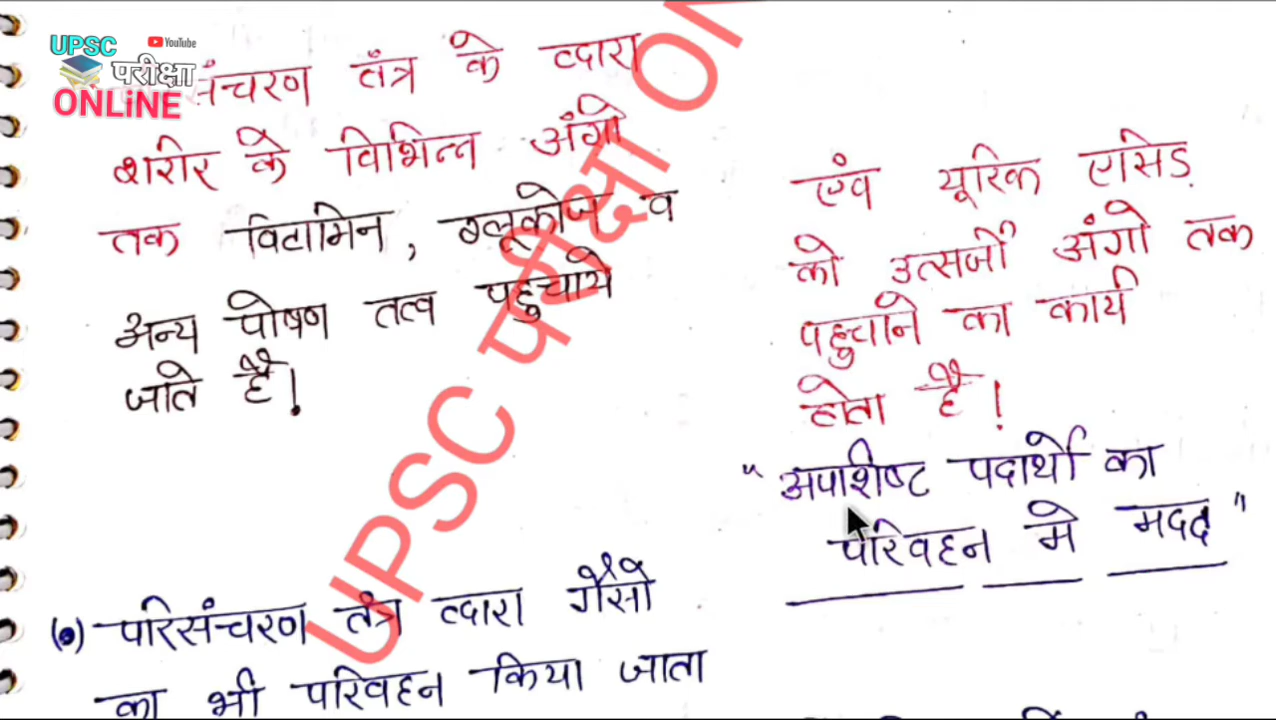 UPSC
YouTube
परीक्षा
ONLiNE
संचरण तंत्र के व्दारा
शरीर के विभिन्न अंगो
तक विटामिन, ग्लूकोज व
अन्य पोषण तत्व पहुचाये
जाते है!
(०) परिसंचरण तंत्र व्दारा गैसो
का भी परिवहन किया जाता
एंव यूरिक एसिड
को उत्सर्जी अंगो तक
पहुचाने का कार्य
होता है!
"अपशिष्ट पदार्थो का
परिवहन मे मदद"
UPSC परीक्षा ON